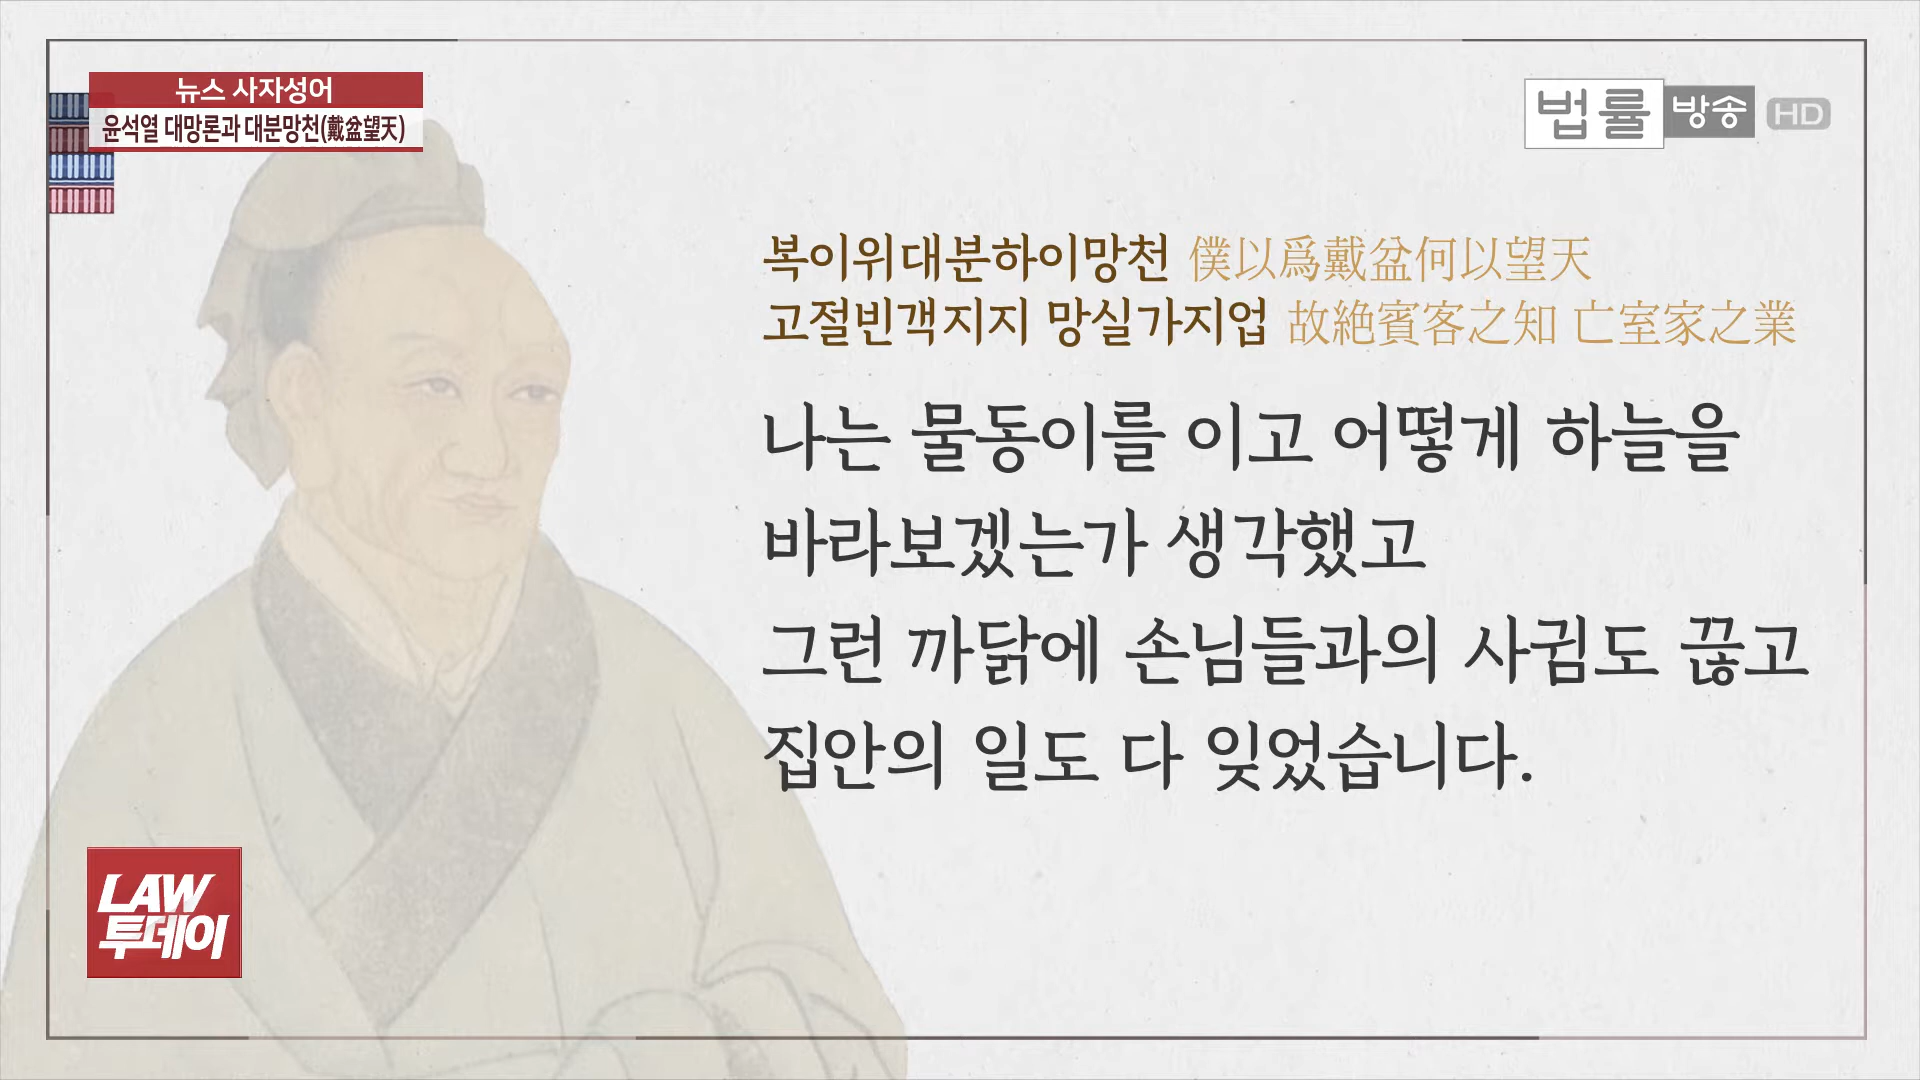 뉴스 사자성어
윤석열 대망론과 대분망천(戴盆望天)
법률방송 HD
복이위대분하이망천 僕以爲戴盆何以望天
고절빈객지지 망실가지업 故絶賓客之知 亡室家之業
나는 물동이를 이고 어떻게 하늘을
바라보겠는가 생각했고
그런 까닭에 손님들과의 사귐도 끊고
집안의 일도 다 잊었습니다.
LAW
투데이